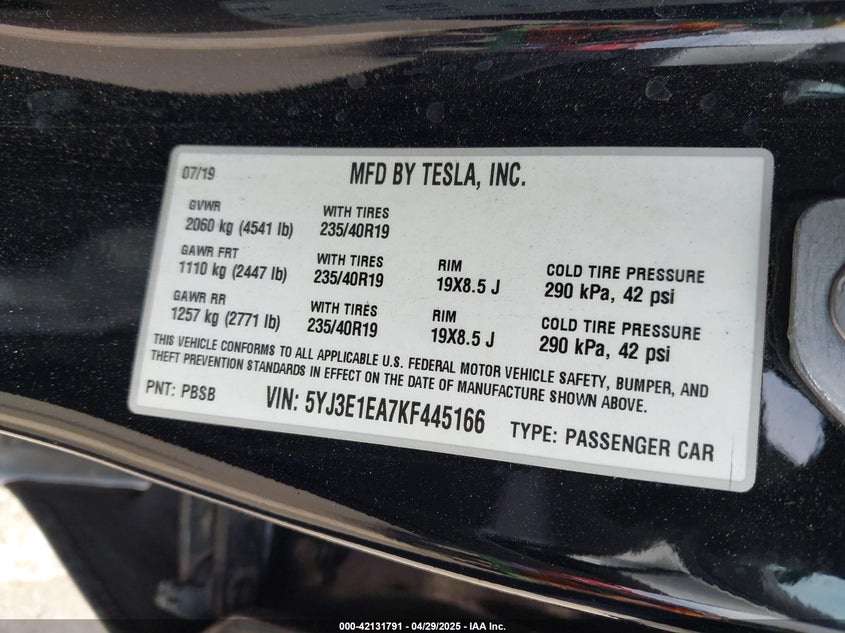 07/19
MFD BY TESLA, INC.
GVWR
2060 kg (4541 lb)
WITH TIRES
235/40R19
GAWR FRT
1110 kg (2447 lb)
WITH TIRES
235/40R19
RIM
19X8.5 J
COLD TIRE PRESSURE
290 kPa, 42 psi
GAWR RR
1257 kg (2771 lb)
WITH TIRES
235/40R19
RIM
19X8.5 J
COLD TIRE PRESSURE
290 kPa, 42 psi
THIS VEHICLE CONFORMS TO ALL APPLICABLE U.S. FEDERAL MOTOR VEHICLE SAFETY, BUMPER, AND
THEFT PREVENTION STANDARDS IN EFFECT ON THE DATE OF MANUFACTURE SHOWN ABOVE.
PNT: PBSB
VIN: 5YJ3E1EA7KF445166
TYPE: PASSENGER CAR
000-42131791 - 04/29/2025 - IAA Inc.